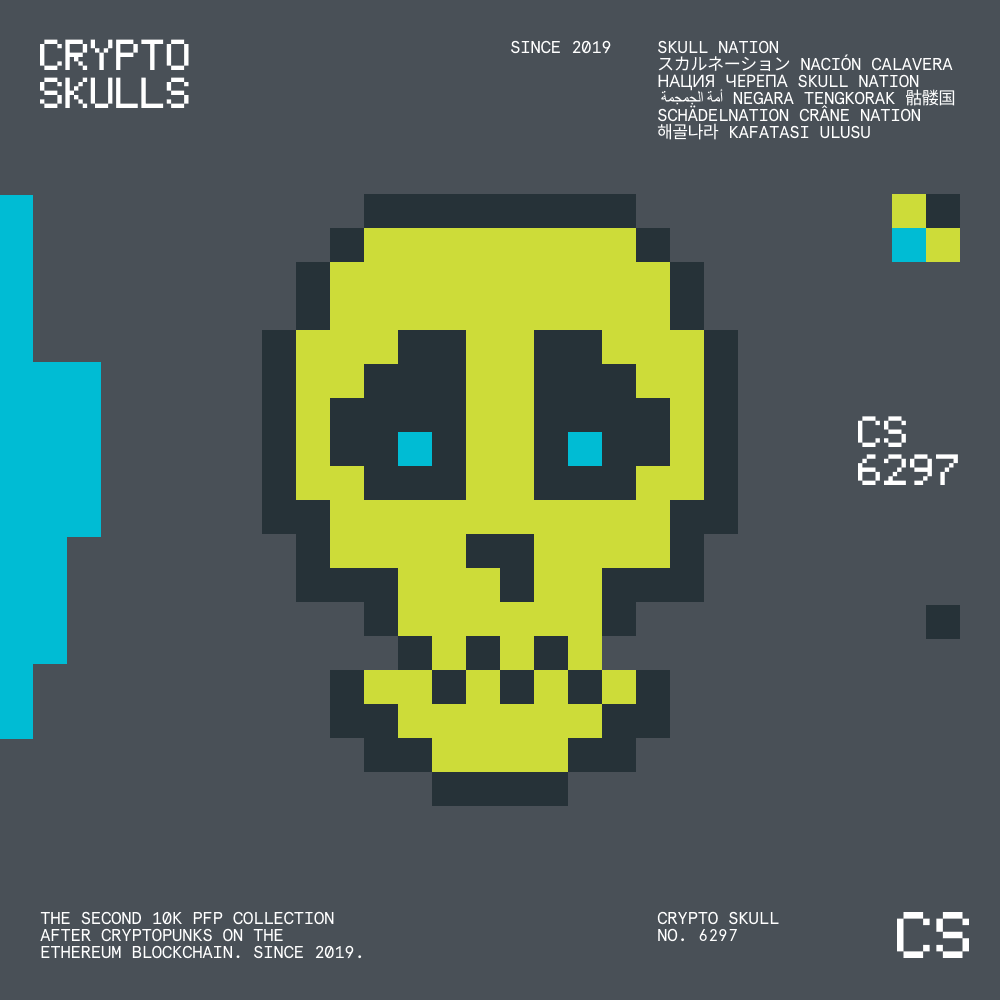 CRYPTO
SKULLS
SINCE 2019
SKULL NATION
スカルネーション NACIÓN CALAVERA
НАЦИЯ ЧЕРЕПА SKULL NATION
أمة الجمجمة NEGARA TENGKORAK 骷髅国
SCHÄDELNATION CRÂNE NATION
해골나라 KAFATASI ULUSU
CS
6297
THE SECOND 10K PFP COLLECTION
AFTER CRYPTOPUNKS ON THE
ETHEREUM BLOCKCHAIN. SINCE 2019.
CRYPTO SKULL
NO. 6297
CS